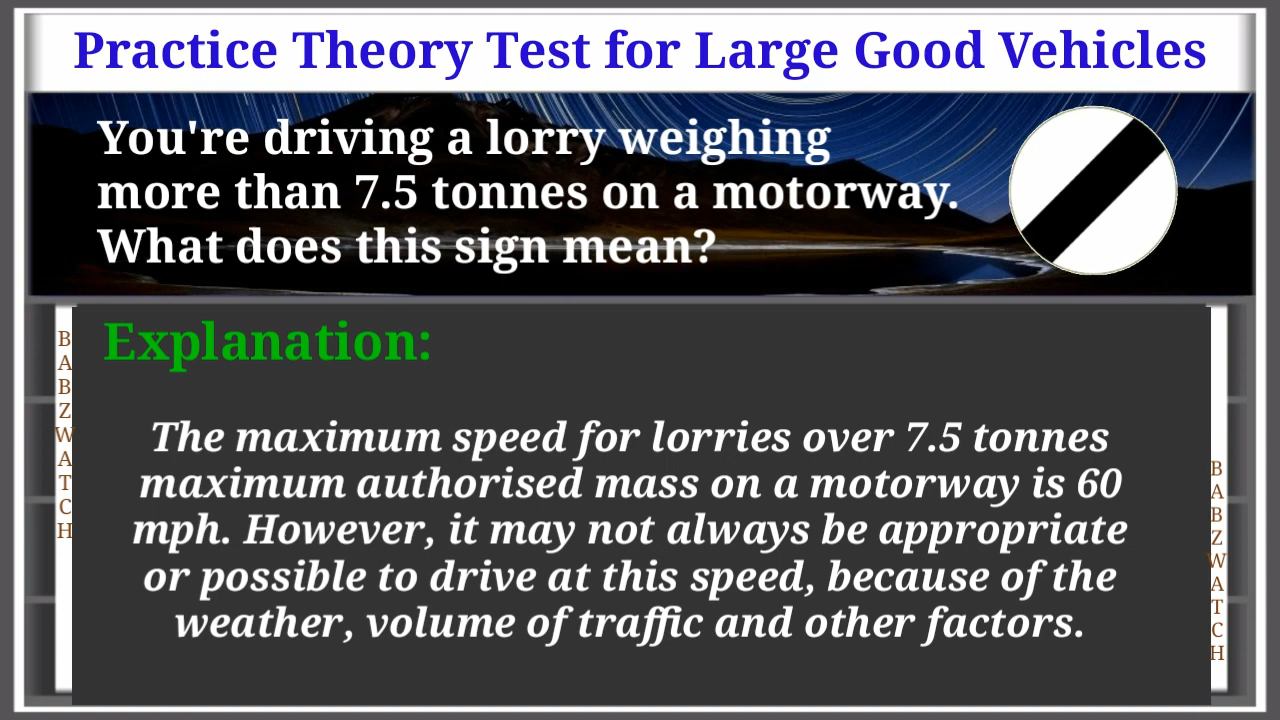 Practice Theory Test for Large Good Vehicles
You're driving a lorry weighing
more than 7.5 tonnes on a motorway.
What does this sign mean?
Explanation:
The maximum speed for lorries over 7.5 tonnes
maximum authorised mass on a motorway is 60
mph. However, it may not always be appropriate
or possible to drive at this speed, because of the
weather, volume of traffic and other factors.
BABZWATCH
BABZWATCH